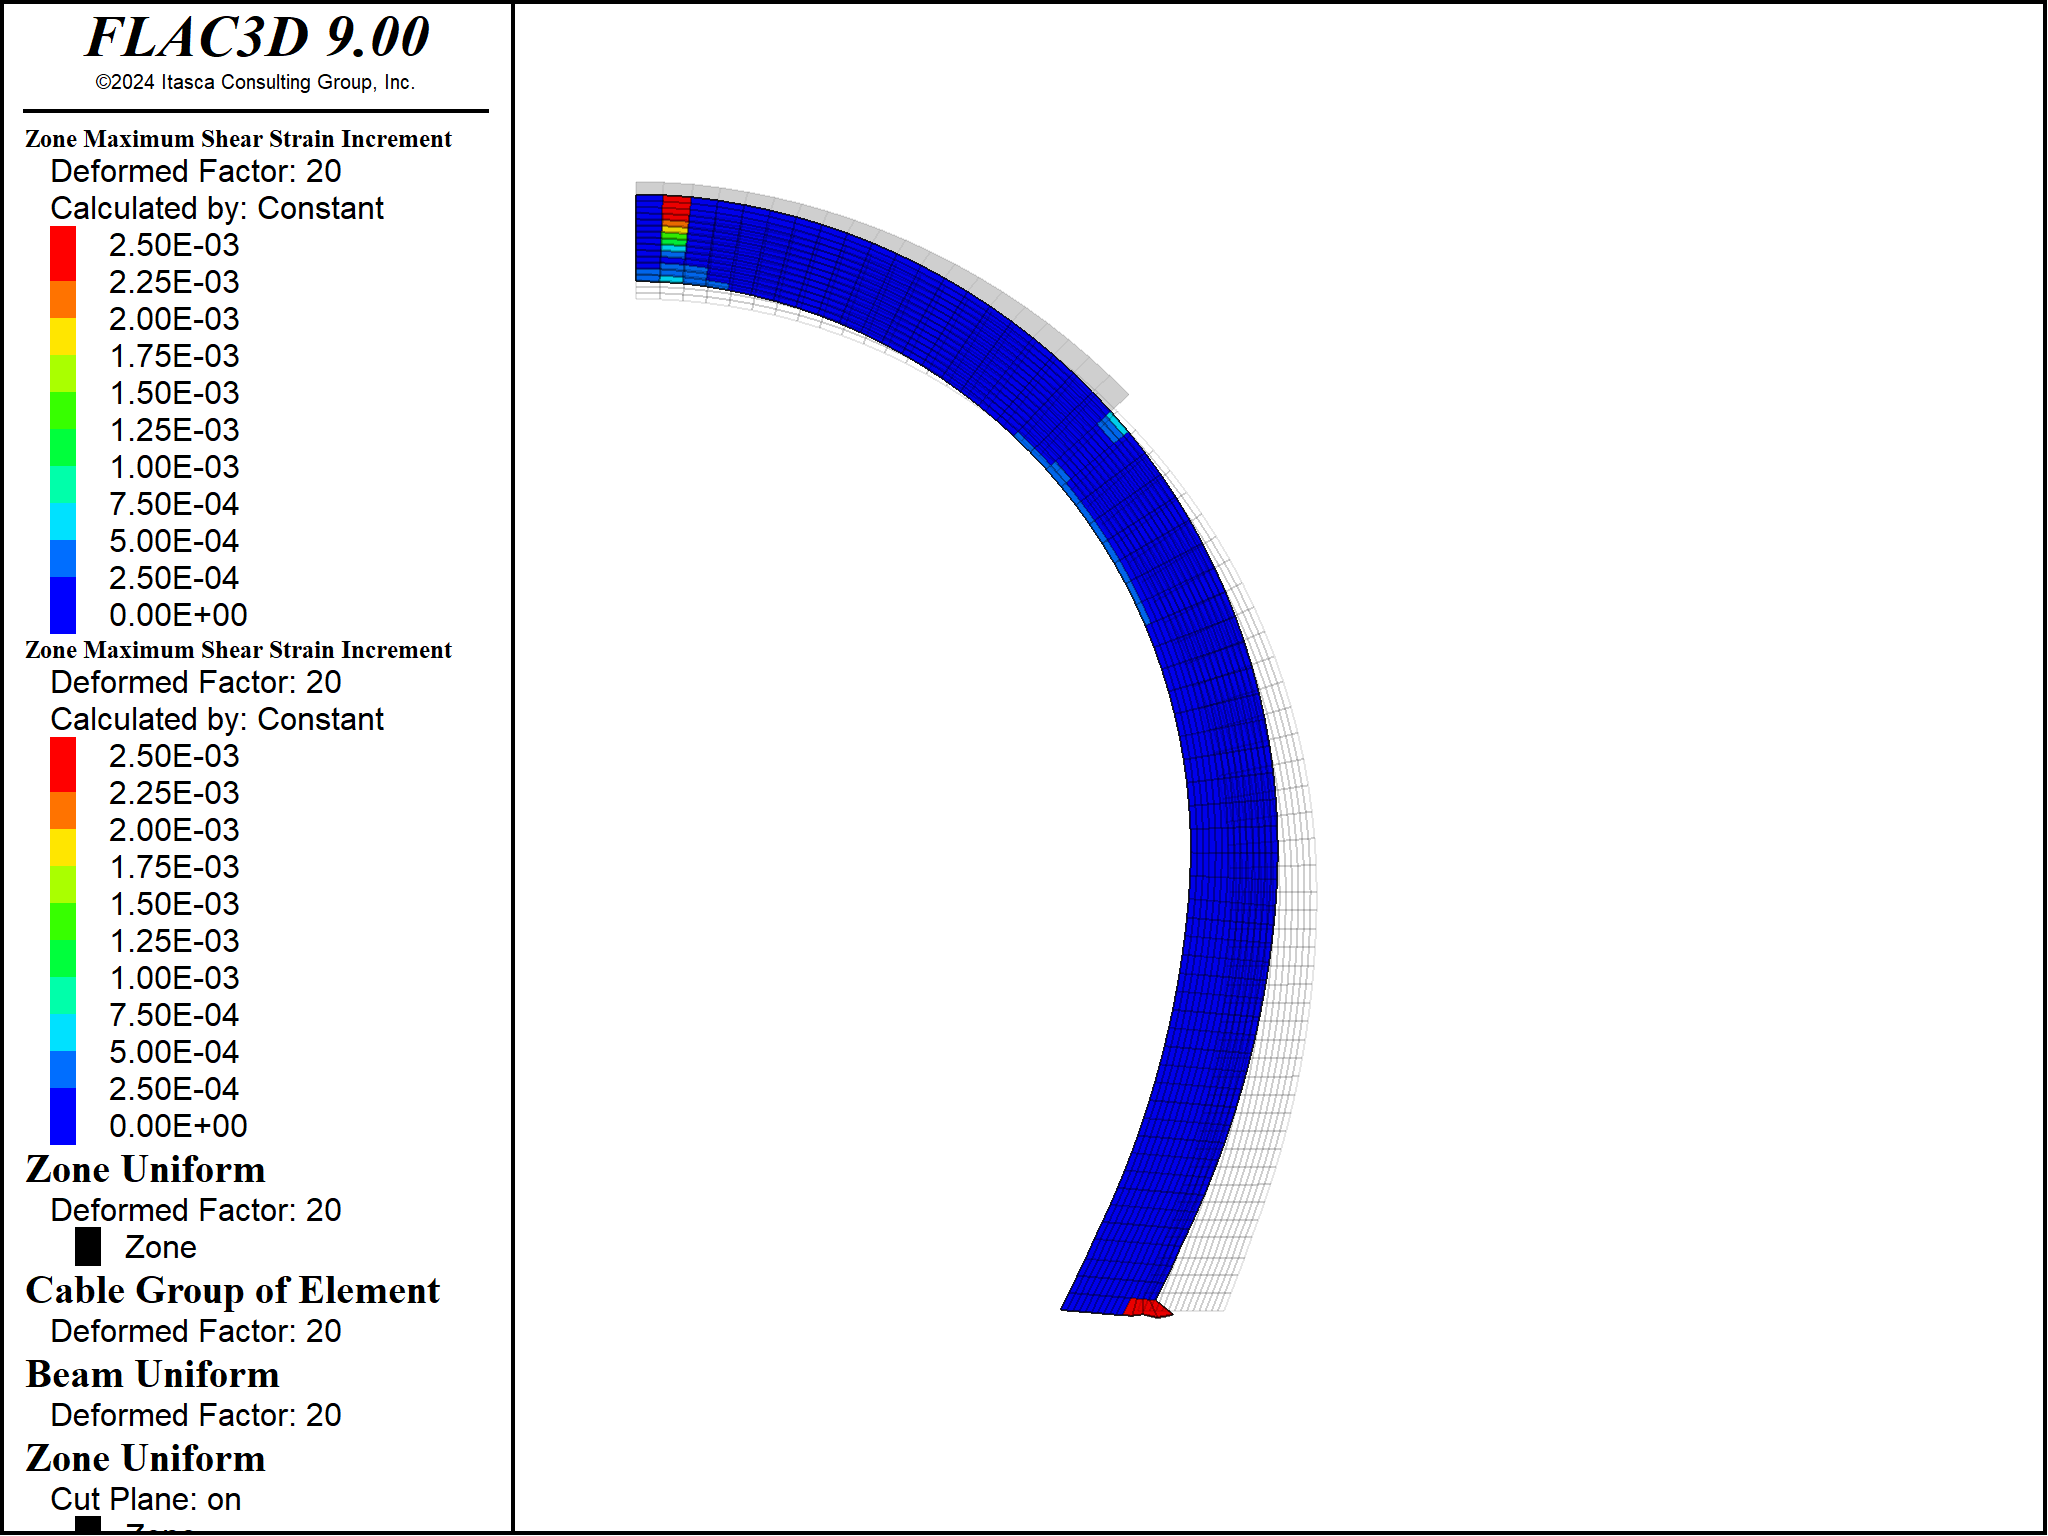 FLAC3D 9.00
©2024 Itasca Consulting Group, Inc.
Zone Maximum Shear Strain Increment
Deformed Factor: 20
Calculated by: Constant
2.50E-03
2.25E-03
2.00E-03
1.75E-03
1.50E-03
1.25E-03
1.00E-03
7.50E-04
5.00E-04
2.50E-04
0.00E+00
Zone Maximum Shear Strain Increment
Deformed Factor: 20
Calculated by: Constant
2.50E-03
2.25E-03
2.00E-03
1.75E-03
1.50E-03
1.25E-03
1.00E-03
7.50E-04
5.00E-04
2.50E-04
0.00E+00
Zone Uniform
Deformed Factor: 20
Zone
Cable Group of Element
Deformed Factor: 20
Beam Uniform
Deformed Factor: 20
Zone Uniform
Cut Plane: on